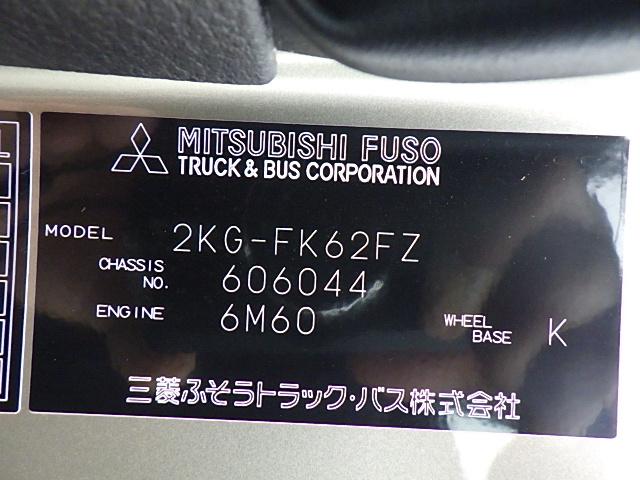 MITSUBISHI FUSO
TRUCK & BUS CORPORATION
MODEL 2KG-FK62FZ
CHASSIS NO. 606044
ENGINE 6M60
WHEEL BASE K
三菱ふそうトラック・バス株式会社
L